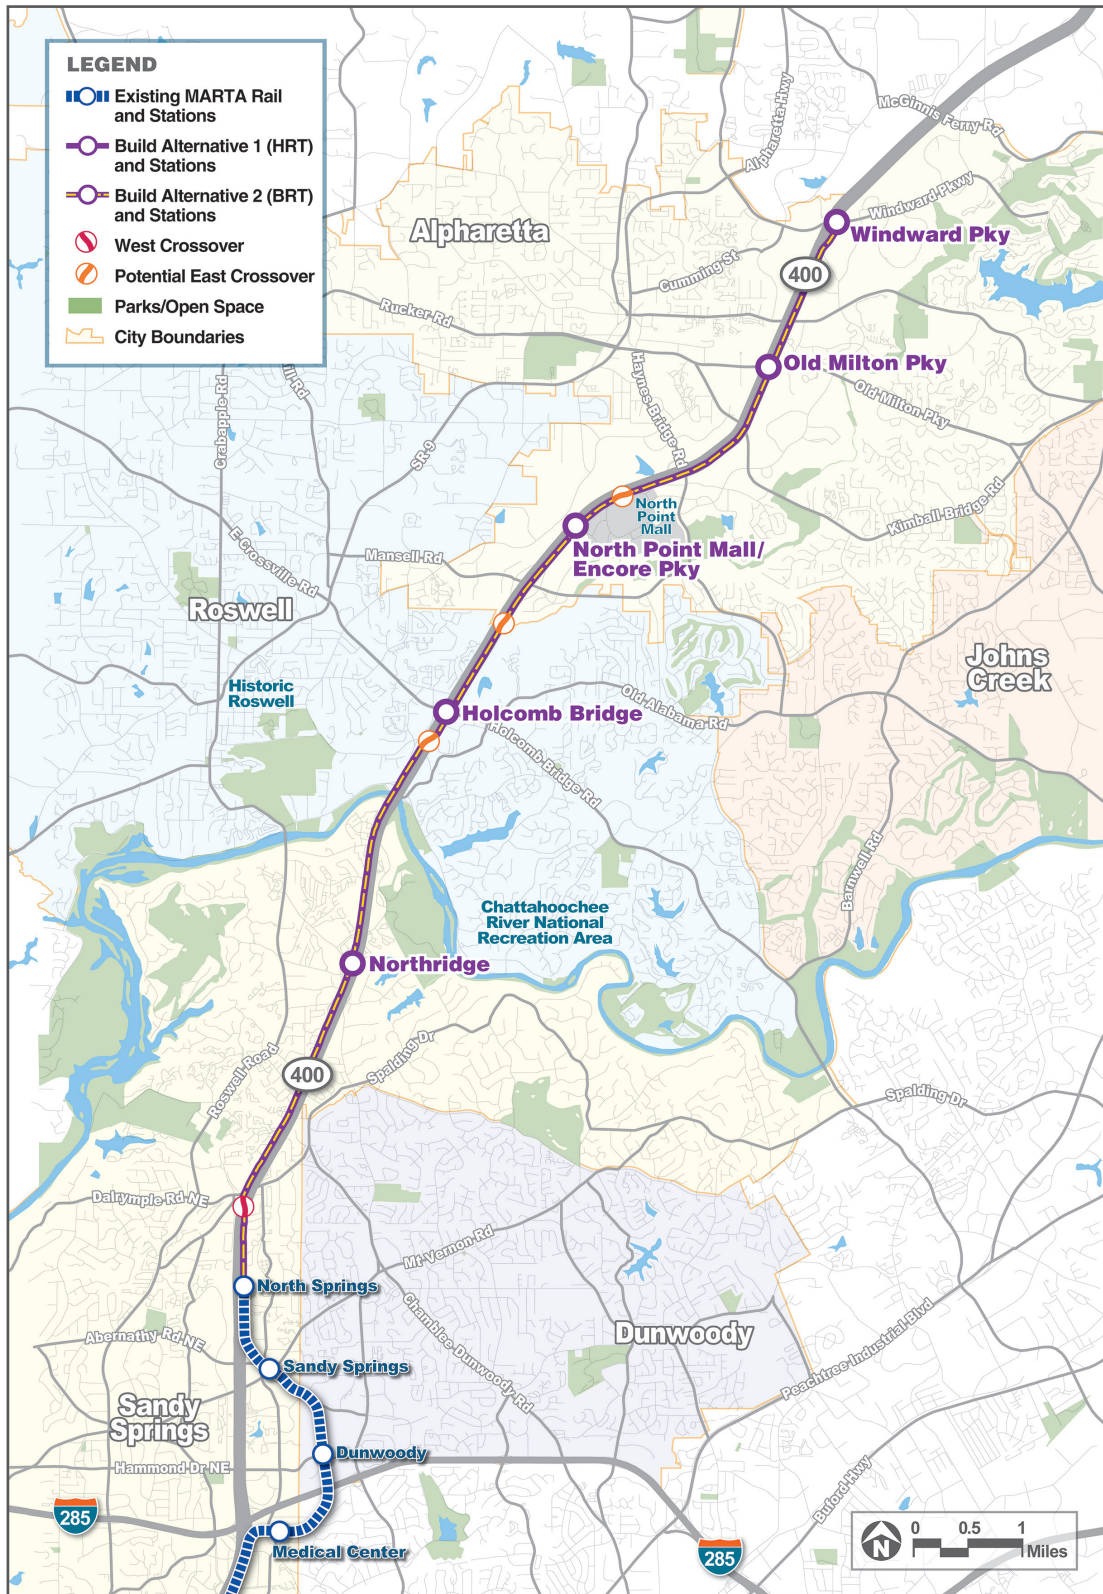 LEGEND
Existing MARTA Rail
and Stations
Build Alternative 1 (HRT)
and Stations
Build Alternative 2 (BRT)
and Stations
West Crossover
Potential East Crossover
Parks/Open Space
City Boundaries
McGinnis Ferry Rd
Alpharetta Hwy
Windward Pkwy
Windward Pky
Alpharetta
Cumming St
400
Rucker Rd
Haynes Bridge Rd
Old Milton Pky
Old Milton Pky
Crabapple Rd
ill Rd
SR 9
North
Point
Mall
Kimball Bridge Rd
North Point Mall/
Encore Pky
E Crossville Rd
Mansell Rd
Roswell
Johns
Creek
Historic
Roswell
Old Alabama Rd
Holcomb Bridge
Holcomb Bridge Rd
Barnwell Rd
Chattahoochee
River National
Recreation Area
Northridge
Roswell Road
400
Spalding Dr
Spalding Dr
Dalrymple Rd NE
Mt Vernon Rd
North Springs
Chamblee Dunwoody Rd
Abernathy Rd NE
Sandy Springs
Dunwoody
Peachtree Industrial Blvd
Sandy
Springs
Dunwoody
Hammond Dr NE
Buford Hwy
285
Medical Center
285
N
0 0.5 1
Miles